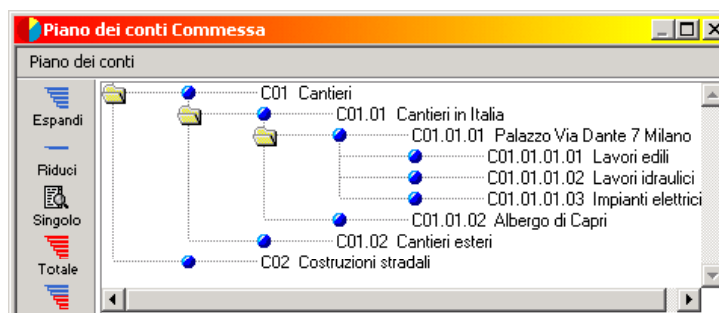 Piano dei conti Commessa
Piano dei conti
Espandi
Riduci
Singolo
Totale
C01 Cantieri
C01.01 Cantieri in Italia
C01.01.01 Palazzo Via Dante 7 Milano
C01.01.01.01 Lavori edili
C01.01.01.02 Lavori idraulici
C01.01.01.03 Impianti elettrici
C01.01.02 Albergo di Capri
C01.02 Cantieri esteri
C02 Costruzioni stradali